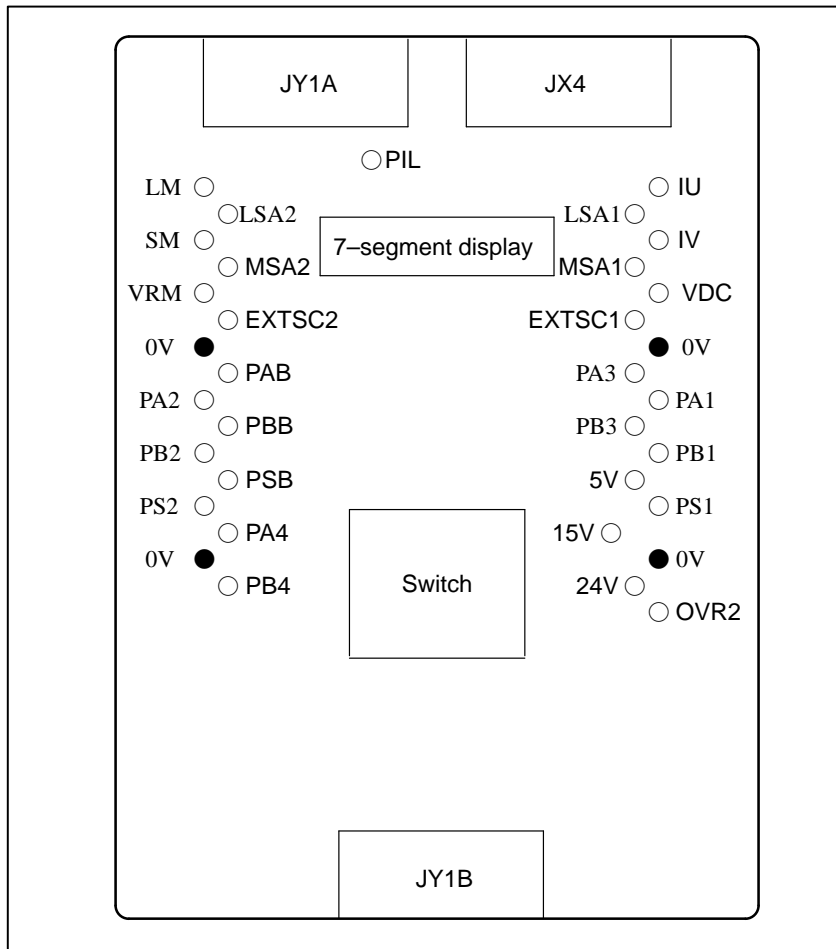 JY1A JX4
PIL
LM IU
LSA2 LSA1
SM 7–segment display IV
MSA2 MSA1
VRM VDC
EXTSC2 EXTSC1
0V 0V
PAB PA3
PA2 PA1
PBB PB3
PB2 PB1
PSB 5V
PS2 PS1
PA4 15V
0V 0V
PB4 Switch 24V
OVR2
JY1B